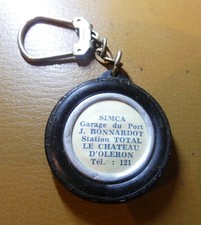 SIMCA
Garage du Port
J. BONNARDOT
Station TOTAL
LE CHATEAU
D'OLERON
Tél. : 121